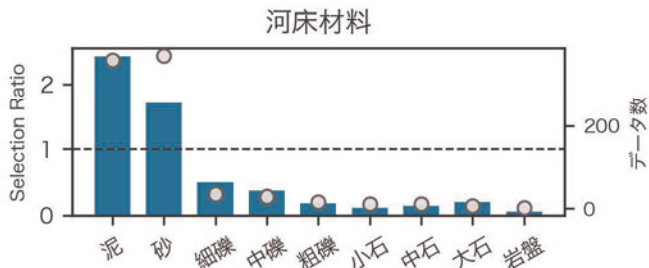 河床材料
Selection Ratio
2
1
0
200
0
データ数
泥
砂
細礫
中礫
粗礫
小石
中石
大石
岩盤